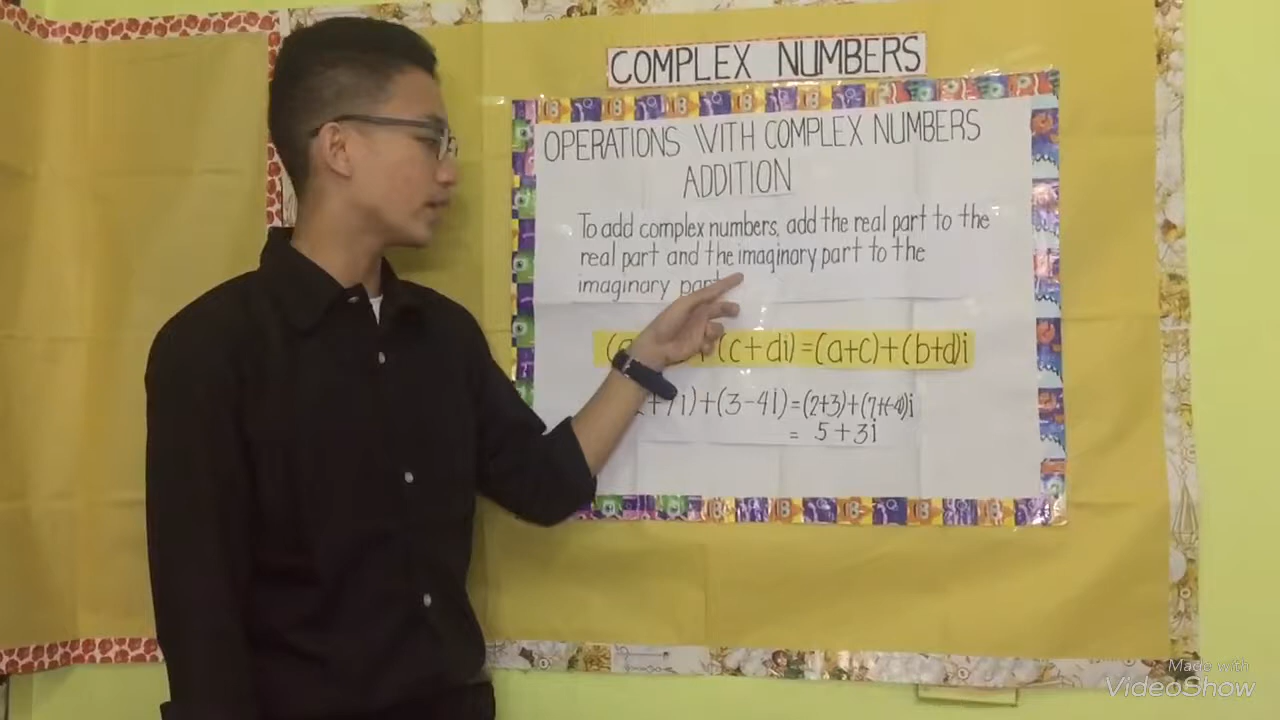 COMPLEX NUMBERS
OPERATIONS WITH COMPLEX NUMBERS
ADDITION
To add complex numbers, add the real part to the
real part and the imaginary part to the
imaginary
(c+di)=(a+c)+(b+d)i
+7i)+(3-4i)=(2+3)+(7+(-4))i
= 5+3i
Made with
VideoShow